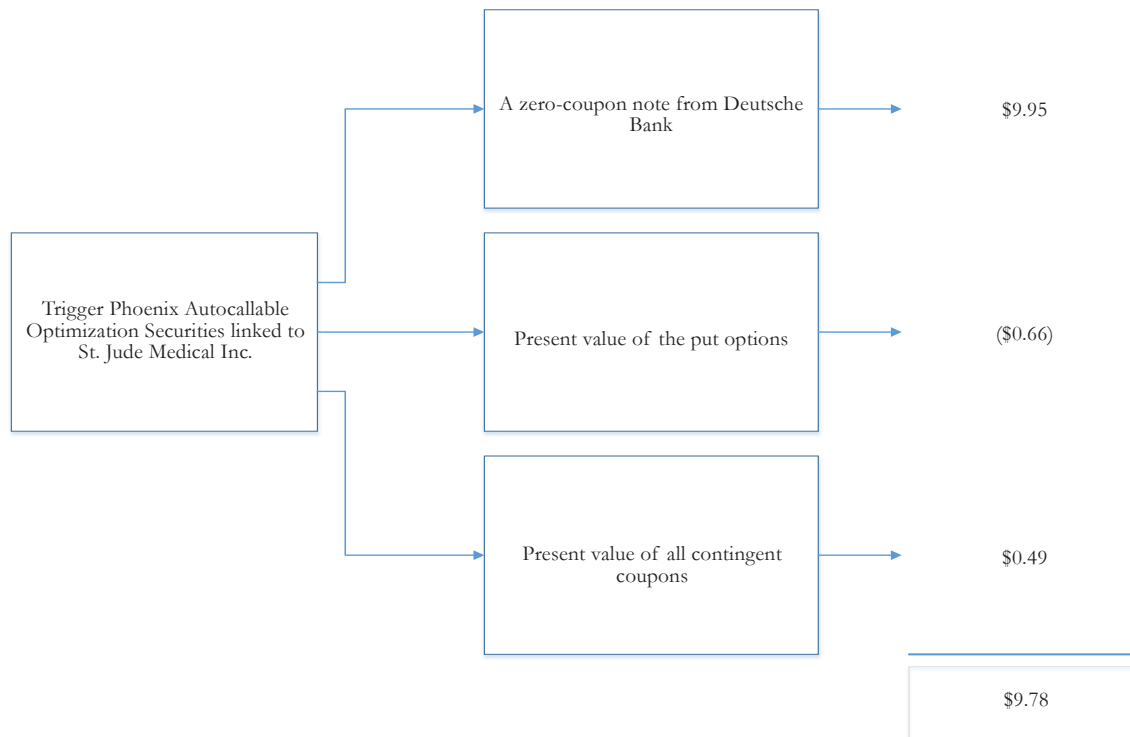 A zero-coupon note from Deutsche
Bank
$9.95
Trigger Phoenix Autocallable
Optimization Securities linked to
St. Jude Medical Inc.
Present value of the put options
($0.66)
Present value of all contingent
coupons
$0.49
$9.78